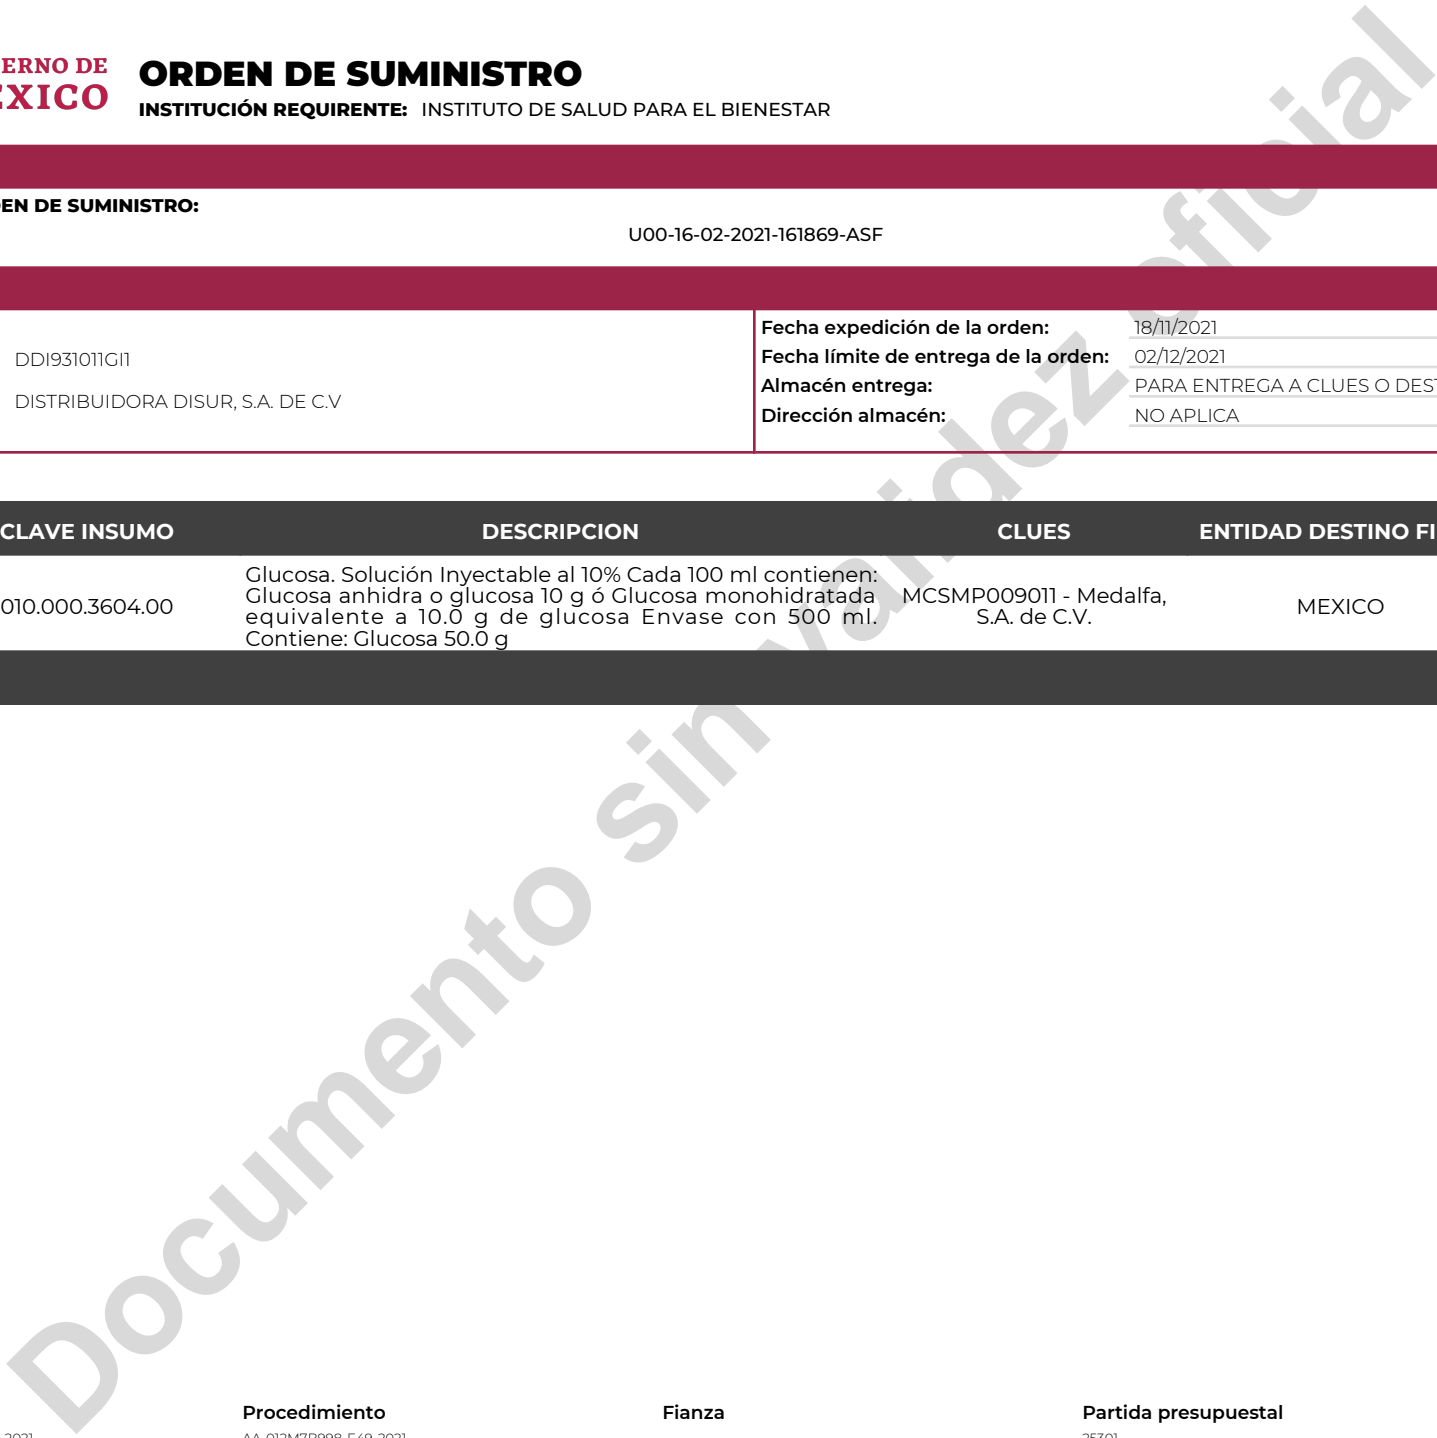 ERNO DE
ORDEN DE SUMINISTRO
EXICO
INSTITUCIÓN REQUIRENTE: INSTITUTO DE SALUD PARA EL BIENESTAR
EN DE SUMINISTRO:
U00-16-02-2021-161869-ASF
DDI931011GI1
DISTRIBUIDORA DISUR, S.A. DE C.V
Fecha expedición de la orden: 18/11/2021
Fecha límite de entrega de la orden: 02/12/2021
Almacén entrega: PARA ENTREGA A CLUES O DEST
Dirección almacén: NO APLICA
CLAVE INSUMO DESCRIPCION CLUES ENTIDAD DESTINO FI
010.000.3604.00
Glucosa. Solución Inyectable al 10% Cada 100 ml contienen:
Glucosa anhidra o glucosa 10 g ó Glucosa monohidratada
equivalente a 10.0 g de glucosa Envase con 500 ml.
Contiene: Glucosa 50.0 g
MCSMP009011 - Medalfa,
S.A. de C.V.
MEXICO
Documento sin validez oficial
Procedimiento Fianza Partida presupuestal